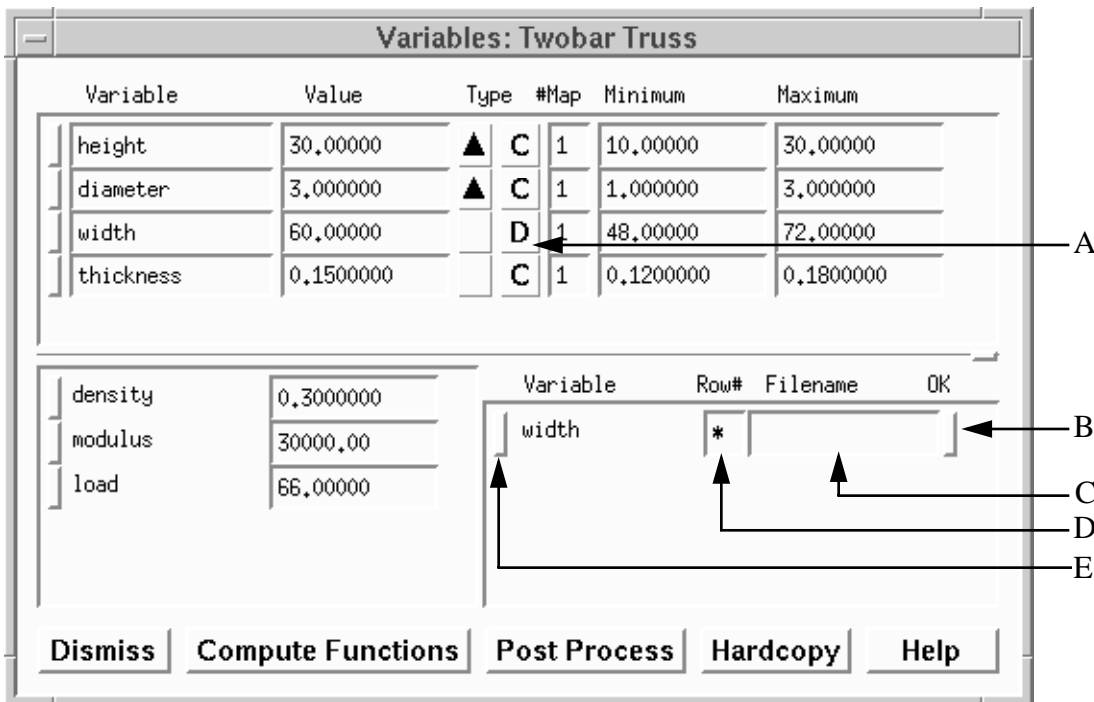 Variables: Twobar Truss
Variable Value Type #Map Minimum Maximum
height 30.00000 ▲ C 1 10.00000 30.00000
diameter 3.000000 ▲ C 1 1.000000 3.000000
width 60.00000 D 1 48.00000 72.00000
A
thickness 0.1500000 C 1 0.1200000 0.1800000
density 0.3000000
modulus 30000.00
load 66.00000
Variable Row# Filename OK
width *
B
C
D
E
Dismiss Compute Functions Post Process Hardcopy Help